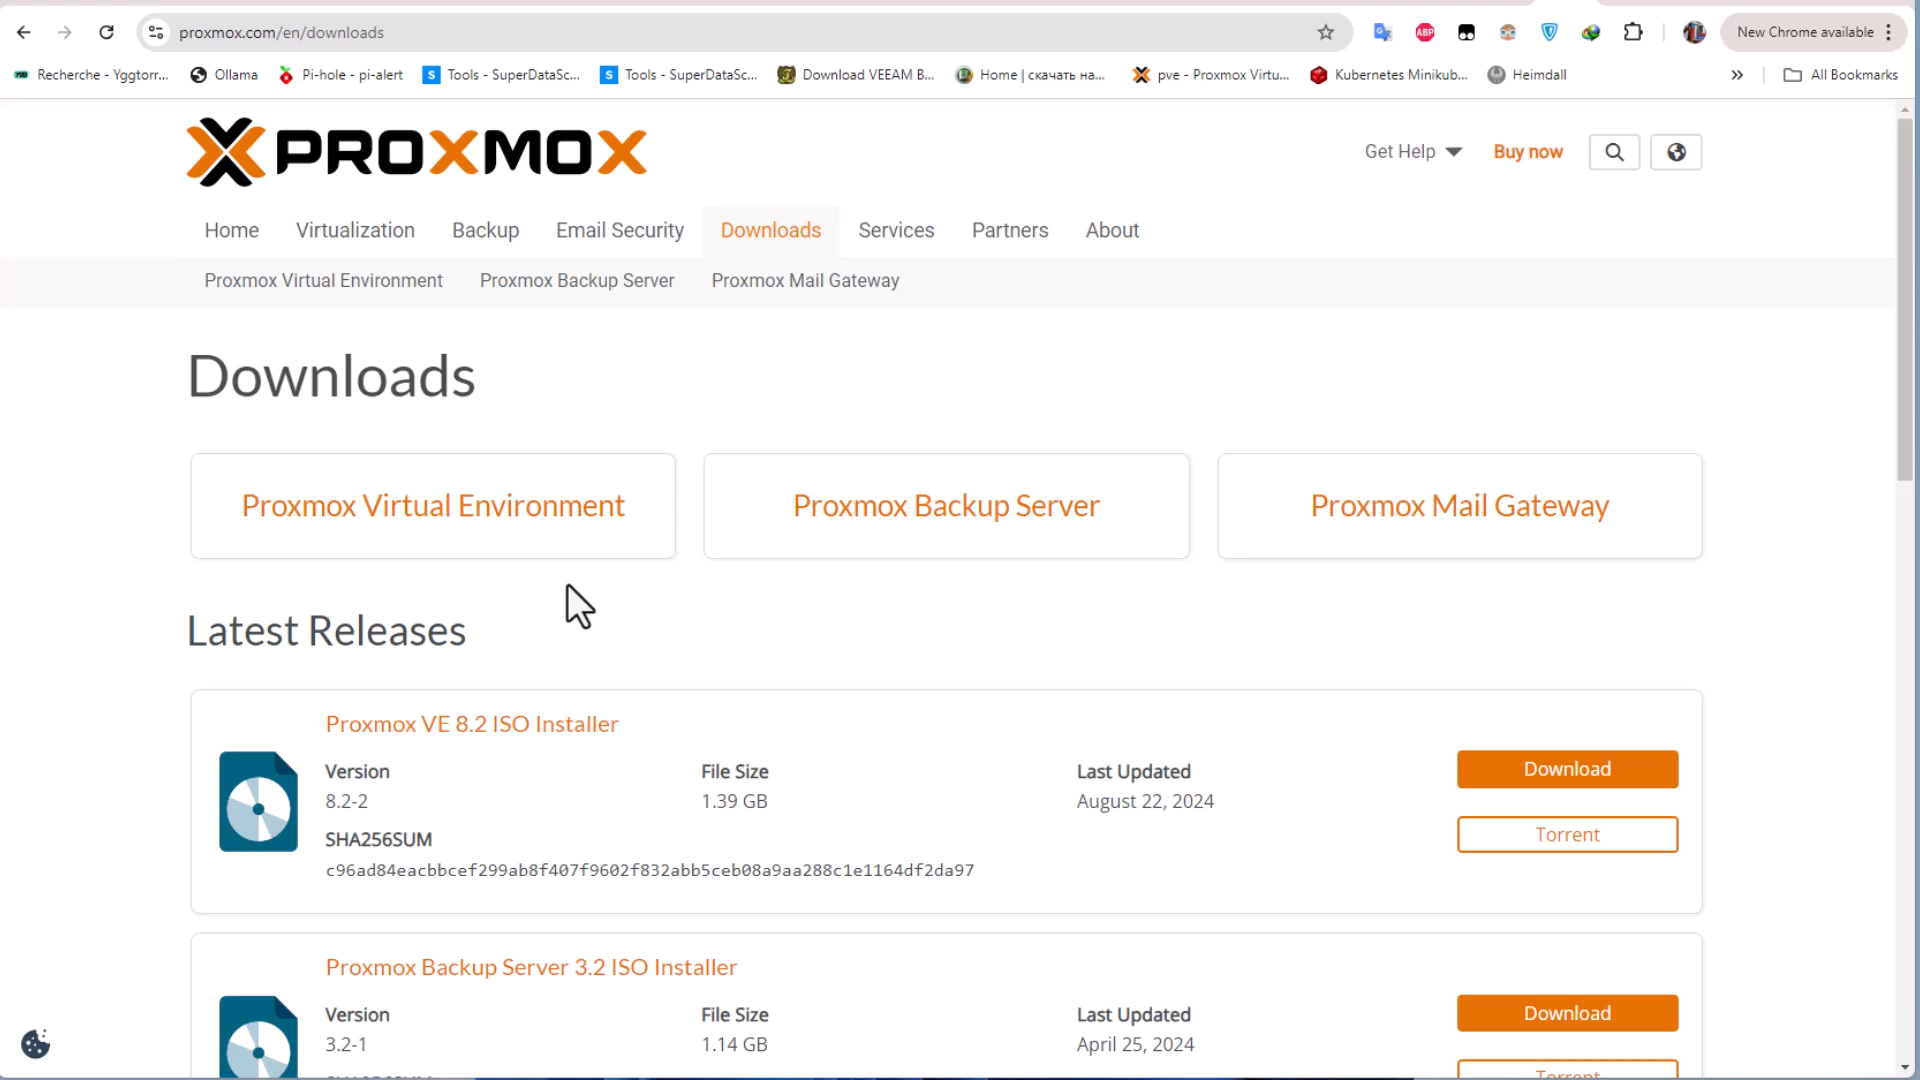 proxmox.com/en/downloads
ABP
New Chrome available
Recherche - Yggtorr...
Ollama
Pi-hole - pi-alert
S
Tools - SuperDataSc...
S
Tools - SuperDataSc...
Download VEEAM B...
Home | скачать на...
pve - Proxmox Virtu...
Kubernetes Minikub...
Heimdall
»
All Bookmarks
PROXMOX
Get Help
Buy now
Home
Virtualization
Backup
Email Security
Downloads
Services
Partners
About
Proxmox Virtual Environment
Proxmox Backup Server
Proxmox Mail Gateway
Downloads
Proxmox Virtual Environment
Proxmox Backup Server
Proxmox Mail Gateway
Latest Releases
Proxmox VE 8.2 ISO Installer
Version
File Size
Last Updated
Download
8.2-2
1.39 GB
August 22, 2024
SHA256SUM
Torrent
c96ad84eacbbcef299ab8f407f9602f832abb5ceb08a9aa288c1e1164df2da97
Proxmox Backup Server 3.2 ISO Installer
Version
File Size
Last Updated
Download
3.2-1
1.14 GB
April 25, 2024